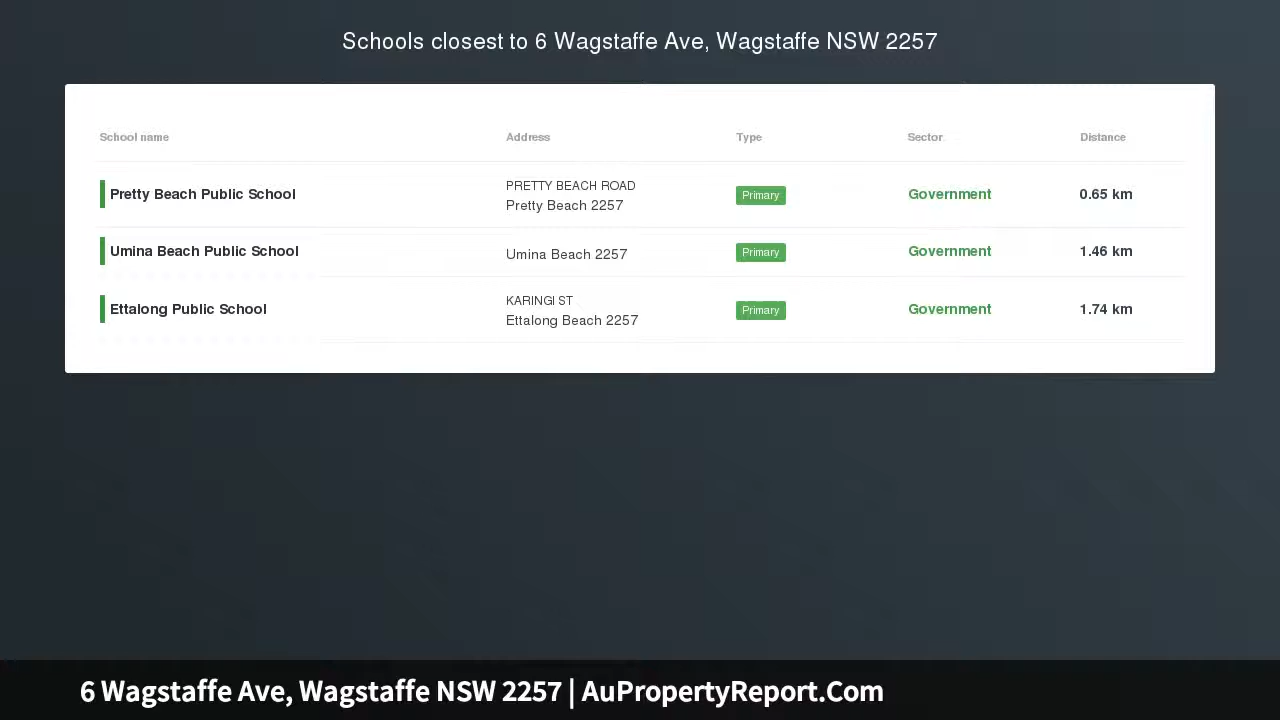 Schools closest to 6 Wagstaffe Ave, Wagstaffe NSW 2257
School name Address Type Sector Distance
Pretty Beach Public School PRETTY BEACH ROAD Primary Government 0.65 km
Pretty Beach 2257
Umina Beach Public School Umina Beach 2257 Primary Government 1.46 km
Ettalong Public School KARINGI ST Primary Government 1.74 km
Ettalong Beach 2257
6 Wagstaffe Ave, Wagstaffe NSW 2257 | AuPropertyReport.Com